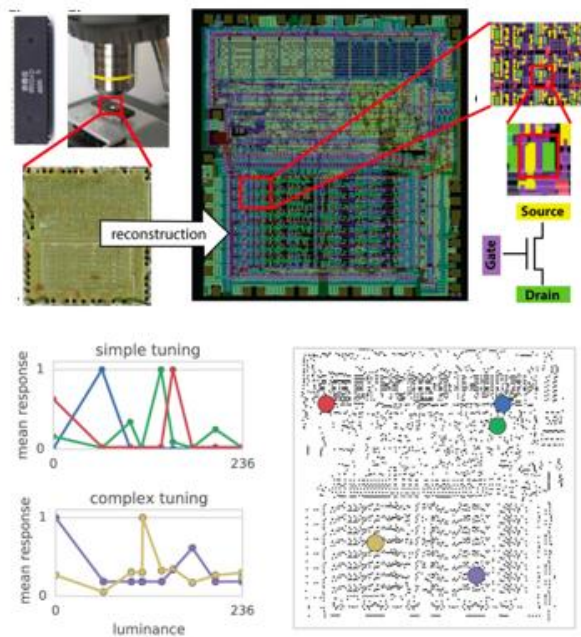 reconstruction
Source
Gate
Drain
simple tuning
mean response
1
0
0
236
complex tuning
mean response
1
0
0
236
luminance